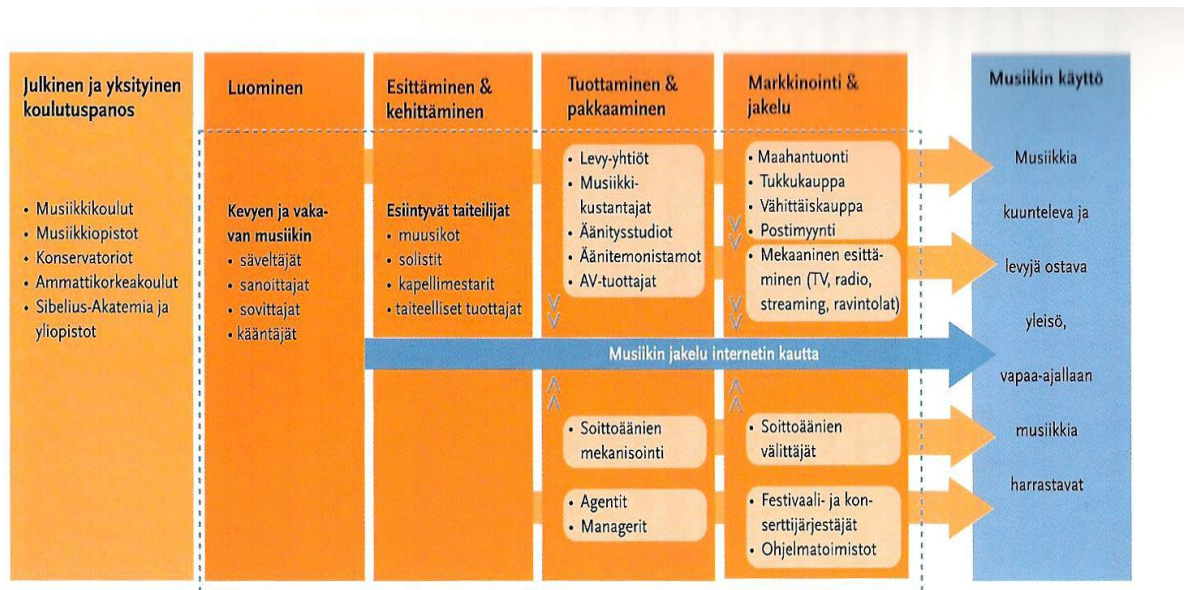 Julkinen ja yksityinen
koulutuspanos
• Musiikkikoulut
• Musiikkiopistot
• Konservatoriot
• Ammattikorkeakoulut
• Sibelius-Akatemia ja
yliopistot
Luominen
Kevyen ja vaka-
van musiikin
• säveltäjät
• sanoittajat
• sovittajat
• kääntäjät
Esittäminen &
kehittäminen
Esiintyvät taiteilijat
• muusikot
• solistit
• kapellimestarit
• taiteelliset tuottajat
Tuottaminen &
pakkaaminen
• Levy-yhtiöt
• Musiikki-
kustantajat
• Äänitysstudiot
• Äänitemonistamot
• AV-tuottajat
Markkinointi &
jakelu
• Maahantuonti
• Tukkukauppa
• Vähittäiskauppa
• Postimyynti
• Mekaaninen esittä-
minen (TV, radio,
streaming, ravintolat)
Musiikin jakelu internetin kautta
• Soittoäänien
mekanisointi
• Agentit
• Managerit
• Soittoäänien
välittäjät
• Festivaali- ja kon-
serttijärjestäjät
• Ohjelmatoimistot
Musiikin käyttö
Musiikkia
kuunteleva ja
levyjä ostava
yleisö,
vapaa-ajallaan
musiikkia
harrastavat